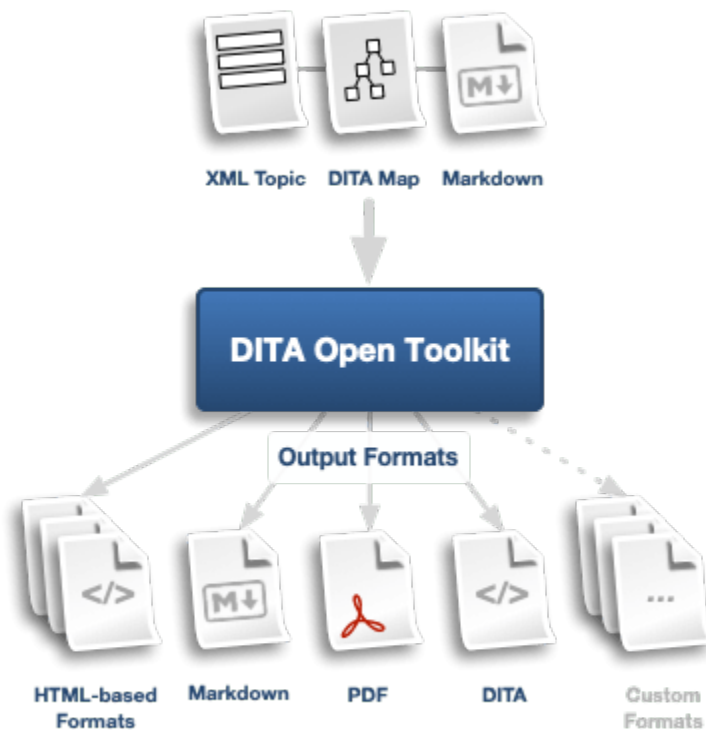 M
XML Topic DITA Map Markdown
DITA Open Toolkit
Output Formats
</> M </> ...
HTML-based Formats
Markdown
PDF
DITA
Custom Formats